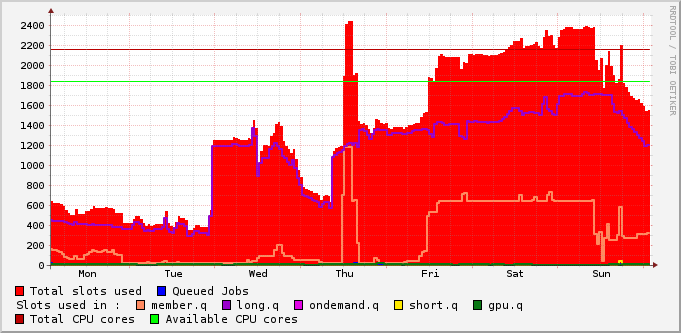 RRDTOOL / TOBI OETIKER
2400
2200
2000
1800
1600
1400
1200
1000
800
600
400
200
0
Mon Tue Wed Thu Fri Sat Sun
Total slots used Queued Jobs
Slots used in : member.q long.q ondemand.q short.q gpu.q
Total CPU cores Available CPU cores